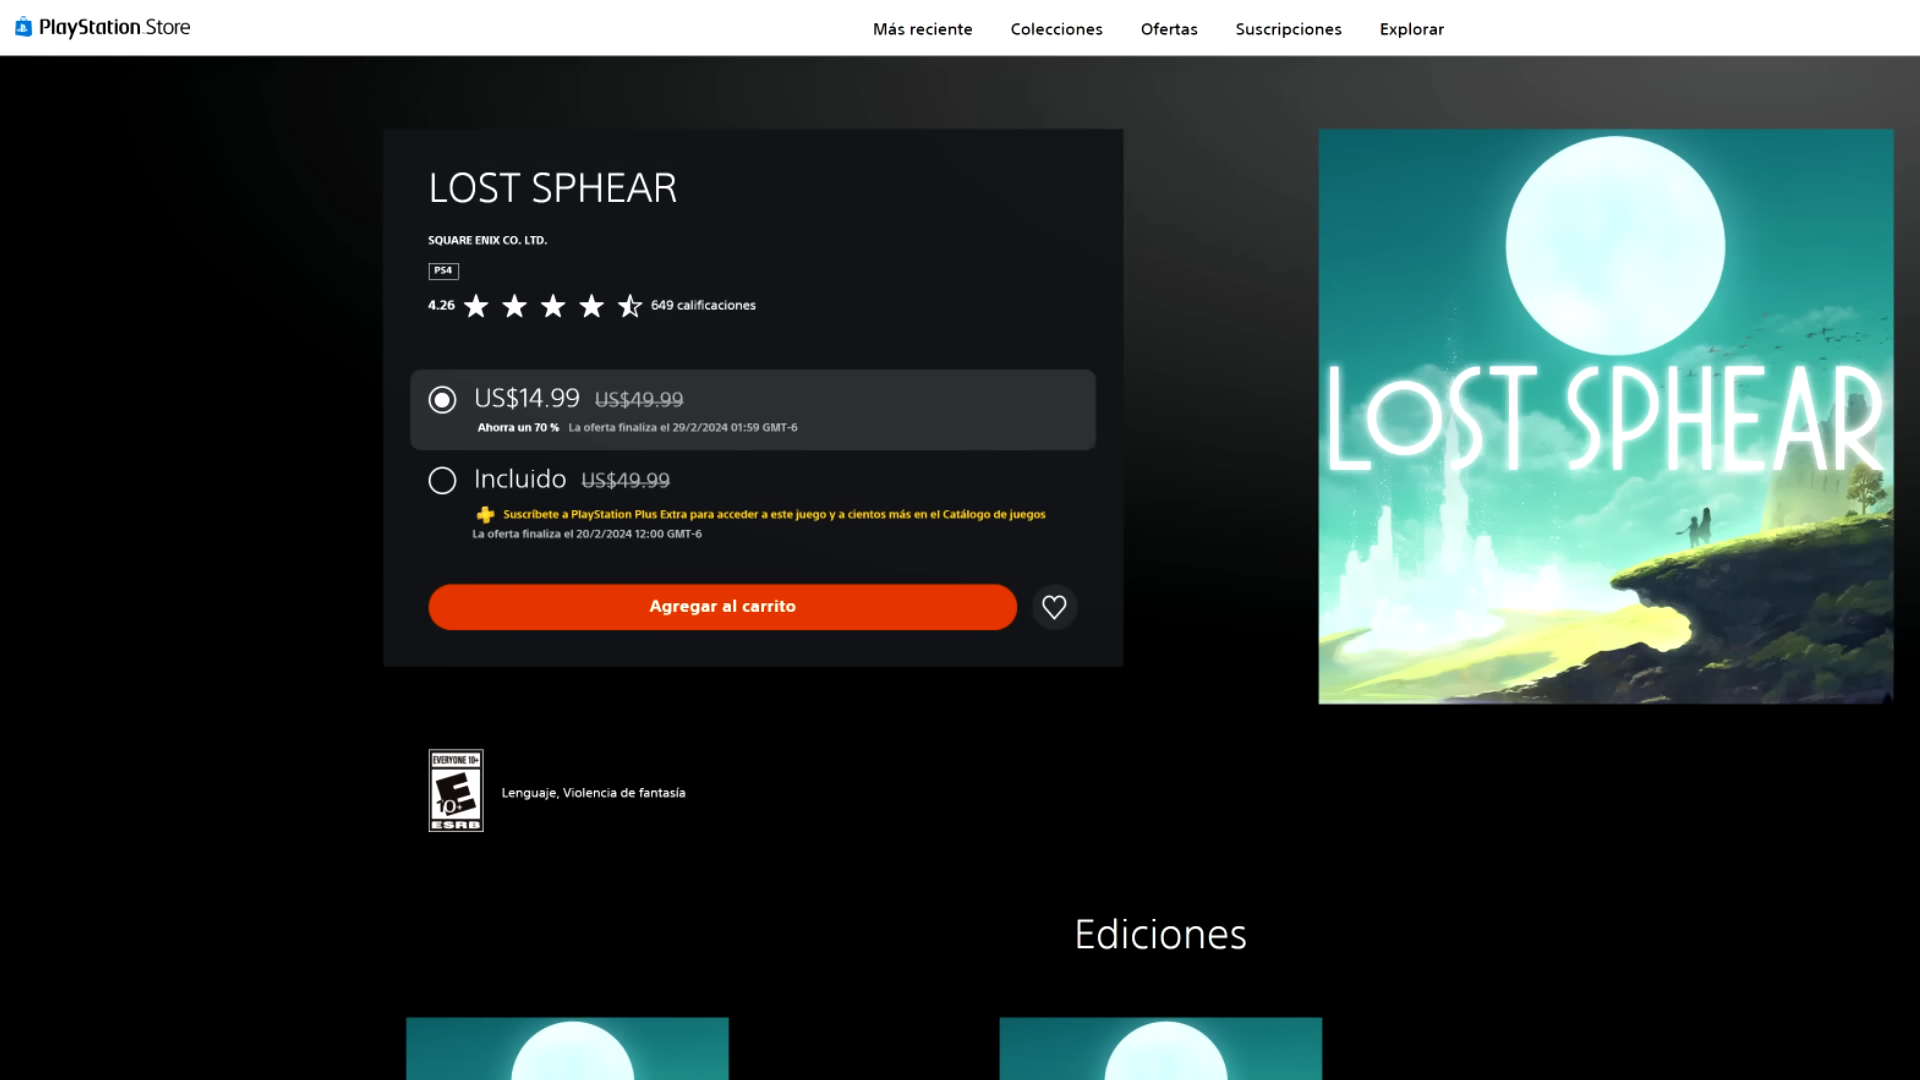 PlayStation Store
Más reciente
Colecciones
Ofertas
Suscripciones
Explorar
LOST SPHEAR
SQUARE ENIX CO. LTD.
PS4
4.26
649 calificaciones
US$14.99 US$49.99
Ahorra un 70 % La oferta finaliza el 29/2/2024 01:59 GMT-6
Incluido US$49.99
Suscríbete a PlayStation Plus Extra para acceder a este juego y a cientos más en el Catálogo de juegos
La oferta finaliza el 20/2/2024 12:00 GMT-6
Agregar al carrito
LOST SPHEAR
EVERYONE 10+
E
10+
ESRB
Lenguaje, Violencia de fantasía
Ediciones